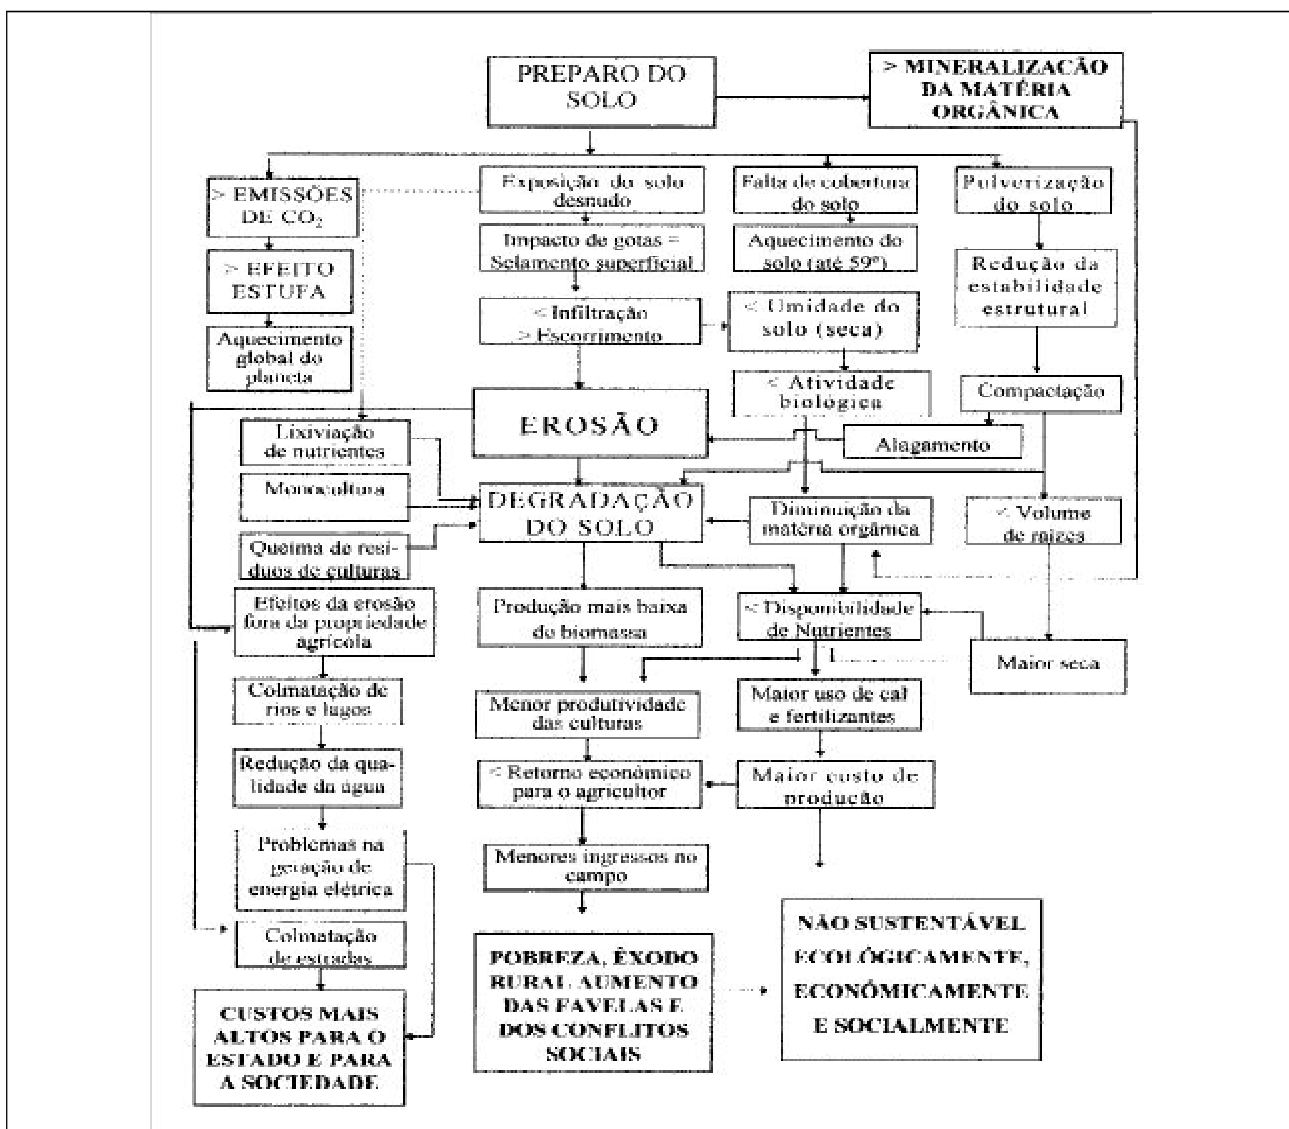 PREPARO DO
SOLO
> MINERALIZACÃO
DA MATÉRIA
ORGÂNICA
> EMISSÕES
DE CO₂
Exposição do solo
desnudo
Falta de cobertura
do solo
Pulverização
do solo
> EFEITO
ESTUFA
Impacto de gotas =
Selamento superficial
Aquecimento do
solo (até 59º)
Redução da
estabilidade
estrutural
Aquecimento
global do
planeta
< Infiltração
> Escorrimento
< Umidade do
solo (seca)
< Atividade
biológica
Compactação
EROSÃO
Alagamento
Lixiviação
de nutrientes
Monocultura
DEGRADAÇÃO
DO SOLO
Diminuição da
matéria orgânica
< Volume
de raízes
Queima de resí-
duos de culturas
Efeitos da erosão
fora da propriedade
agrícola
Produção mais baixa
de biomassa
< Disponibilidade
de Nutrientes
Maior seca
Colmatação de
rios e lagos
Menor produtividade
das culturas
Maior uso de cal
e fertilizantes
Redução da qua-
lidade da água
< Retorno econômico
para o agricultor
Maior custo de
produção
Problemas na
geração de
energia elétrica
Menores ingressos no
campo
Colmatação
de estradas
POBREZA, ÊXODO
RURAL AUMENTO
DAS FAVELAS E
DOS CONFLITOS
SOCIAIS
NÃO SUSTENTÁVEL
ECOLÓGICAMENTE,
ECONÓMICAMENTE
E SOCIALMENTE
CUSTOS MAIS
ALTOS PARA O
ESTADO E PARA
A SOCIEDADE